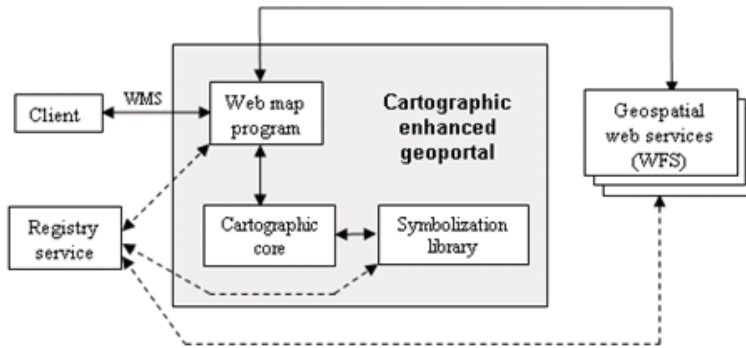 WMS
Client
Web map
program
Cartographic
enhanced
geoportal
Geospatial
web services
(WFS)
Registry
service
Cartographic
core
Symbolization
library